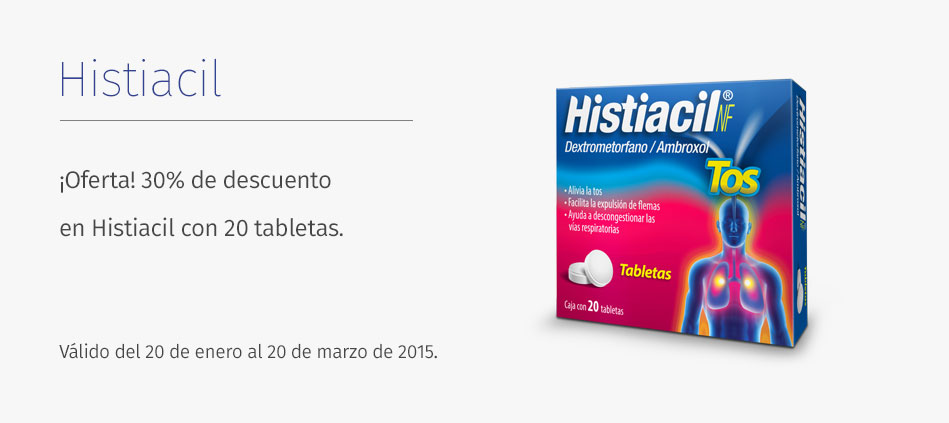 Histiacil
¡Oferta! 30% de descuento
en Histiacil con 20 tabletas.
Válido del 20 de enero al 20 de marzo de 2015.
Histiacil® NF
Dextrometorfano / Ambroxol
Tos
• Alivia la tos
• Facilita la expulsión de flemas
• Ayuda a descongestionar las
vías respiratorias
Tabletas
Caja con 20 tabletas
Histiacil NF